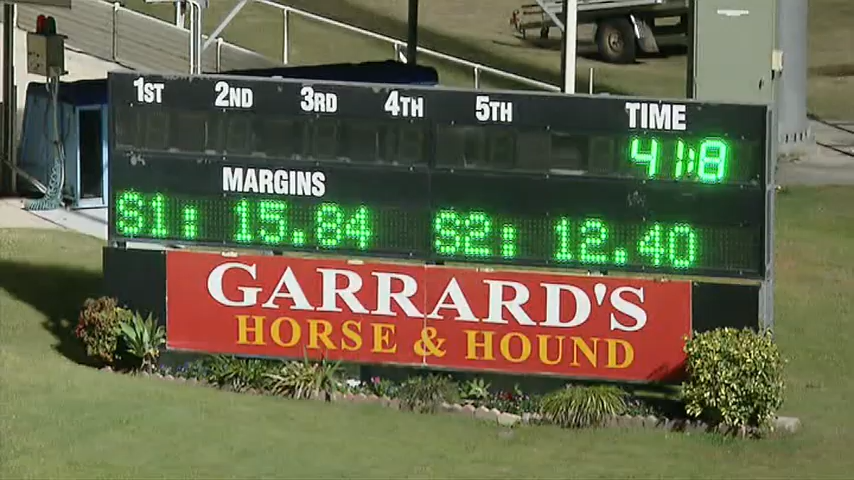 1ST 2ND 3RD 4TH 5TH TIME
41:8
MARGINS
S1: 15.84 S2: 12.40
GARRARD'S
HORSE & HOUND